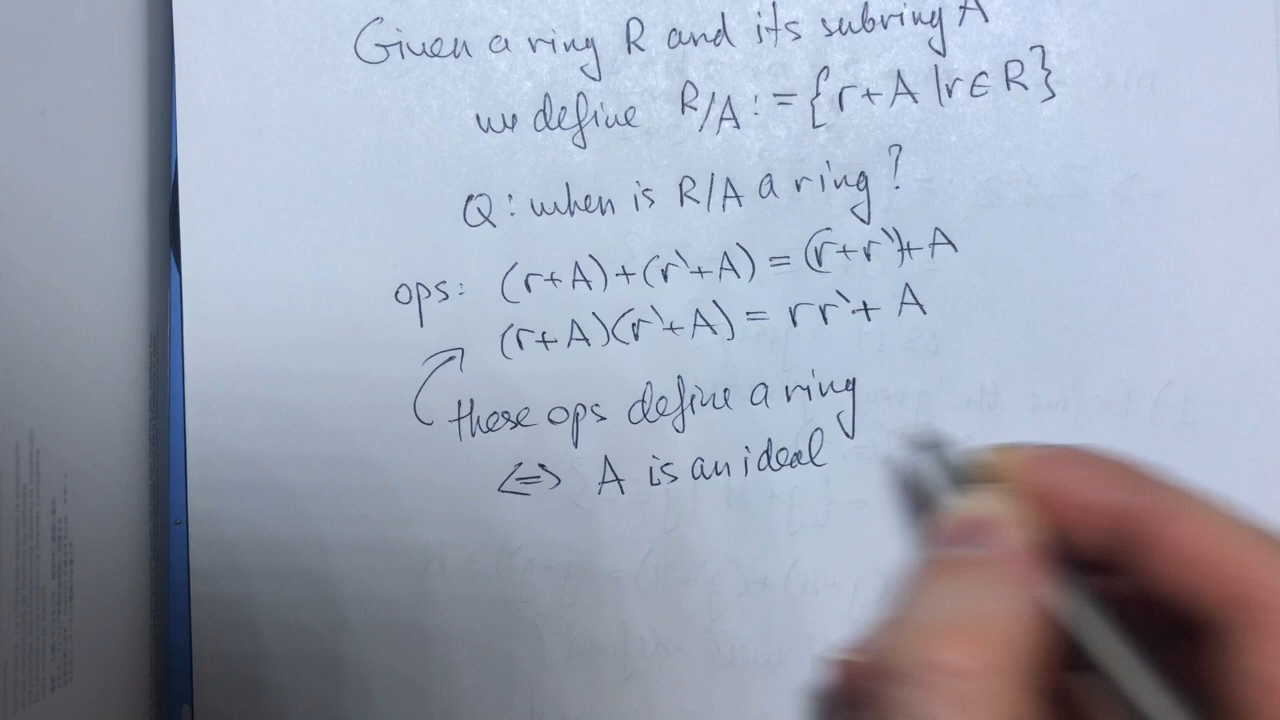 Given a ring R and its subring A
we define R/A := {r+A | r ∈ R}
Q: when is R/A a ring?
ops: (r+A)+(r'+A) = (r+r')+A
(r+A)(r'+A) = rr'+A
these ops define a ring
<=> A is an ideal